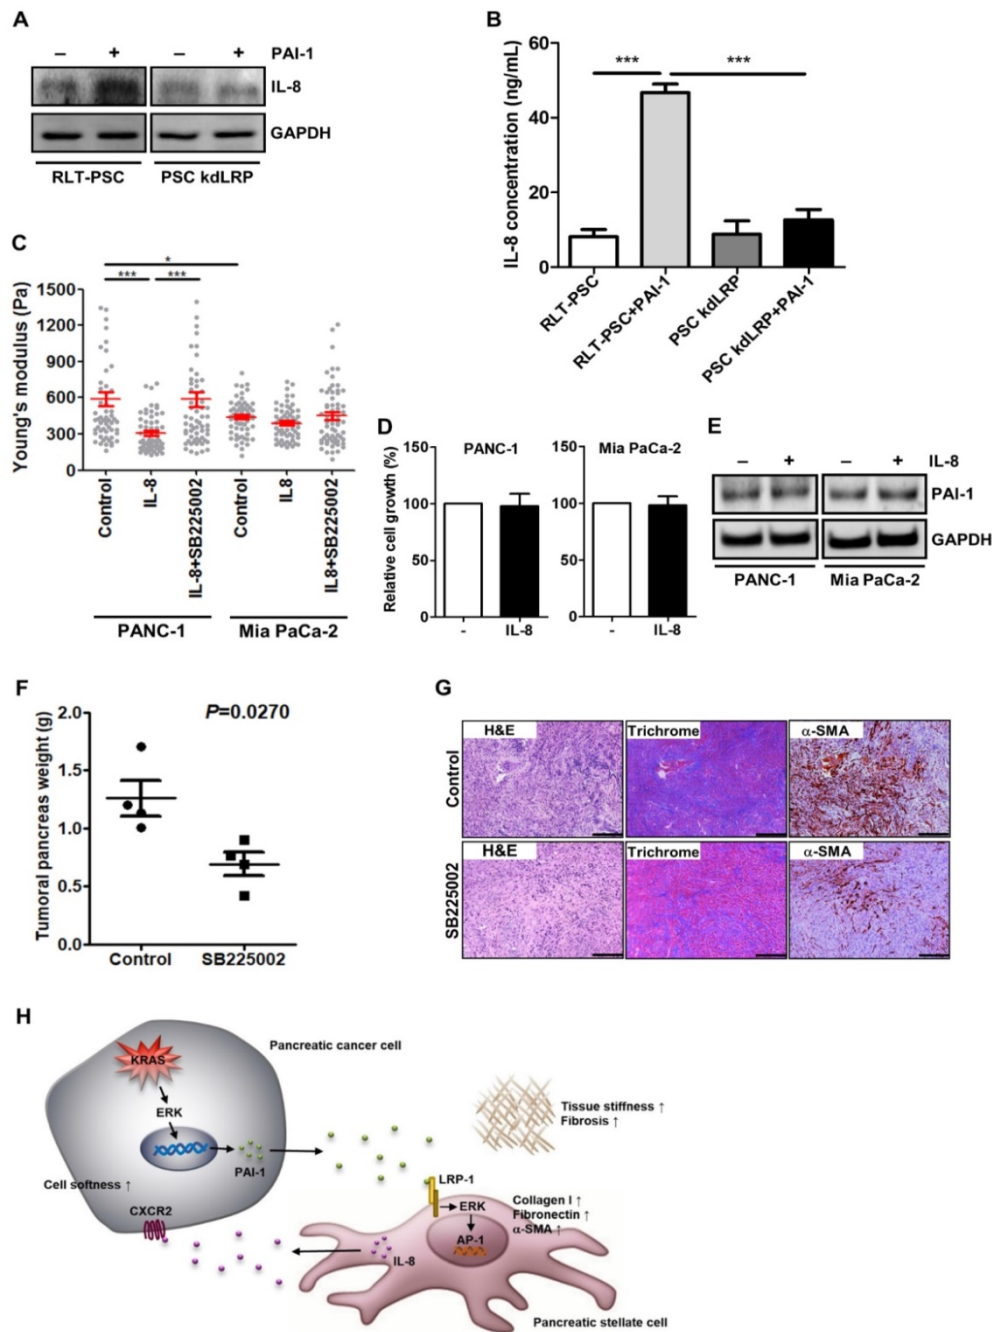 A
– + – + PAI-1
IL-8
GAPDH
RLT-PSC PSC kdLRP
B
IL-8 concentration (ng/mL)
60
40
20
0
*** ***
RLT-PSC
RLT-PSC+PAI-1
PSC kdLRP
PSC kdLRP+PAI-1
C
Young's modulus (Pa)
*
*** ***
1500
1200
900
600
300
0
Control
IL-8
IL-8+SB225002
Control
IL8
IL8+SB225002
PANC-1 Mia PaCa-2
D
Relative cell growth (%)
150
100
50
0
PANC-1
- IL-8
150
100
50
0
Mia PaCa-2
- IL-8
E
– + – + IL-8
PAI-1
GAPDH
PANC-1 Mia PaCa-2
F
Tumoral pancreas weight (g)
P=0.0270
2.0
1.5
1.0
0.5
0.0
Control SB225002
G
Control
H&E Trichrome α-SMA
SB225002
H&E Trichrome α-SMA
H
Pancreatic cancer cell
KRAS
ERK
PAI-1
Cell softness ↑
CXCR2
Tissue stiffness ↑
Fibrosis ↑
LRP-1
ERK
AP-1
Collagen I ↑
Fibronectin ↑
α-SMA ↑
IL-8
Pancreatic stellate cell